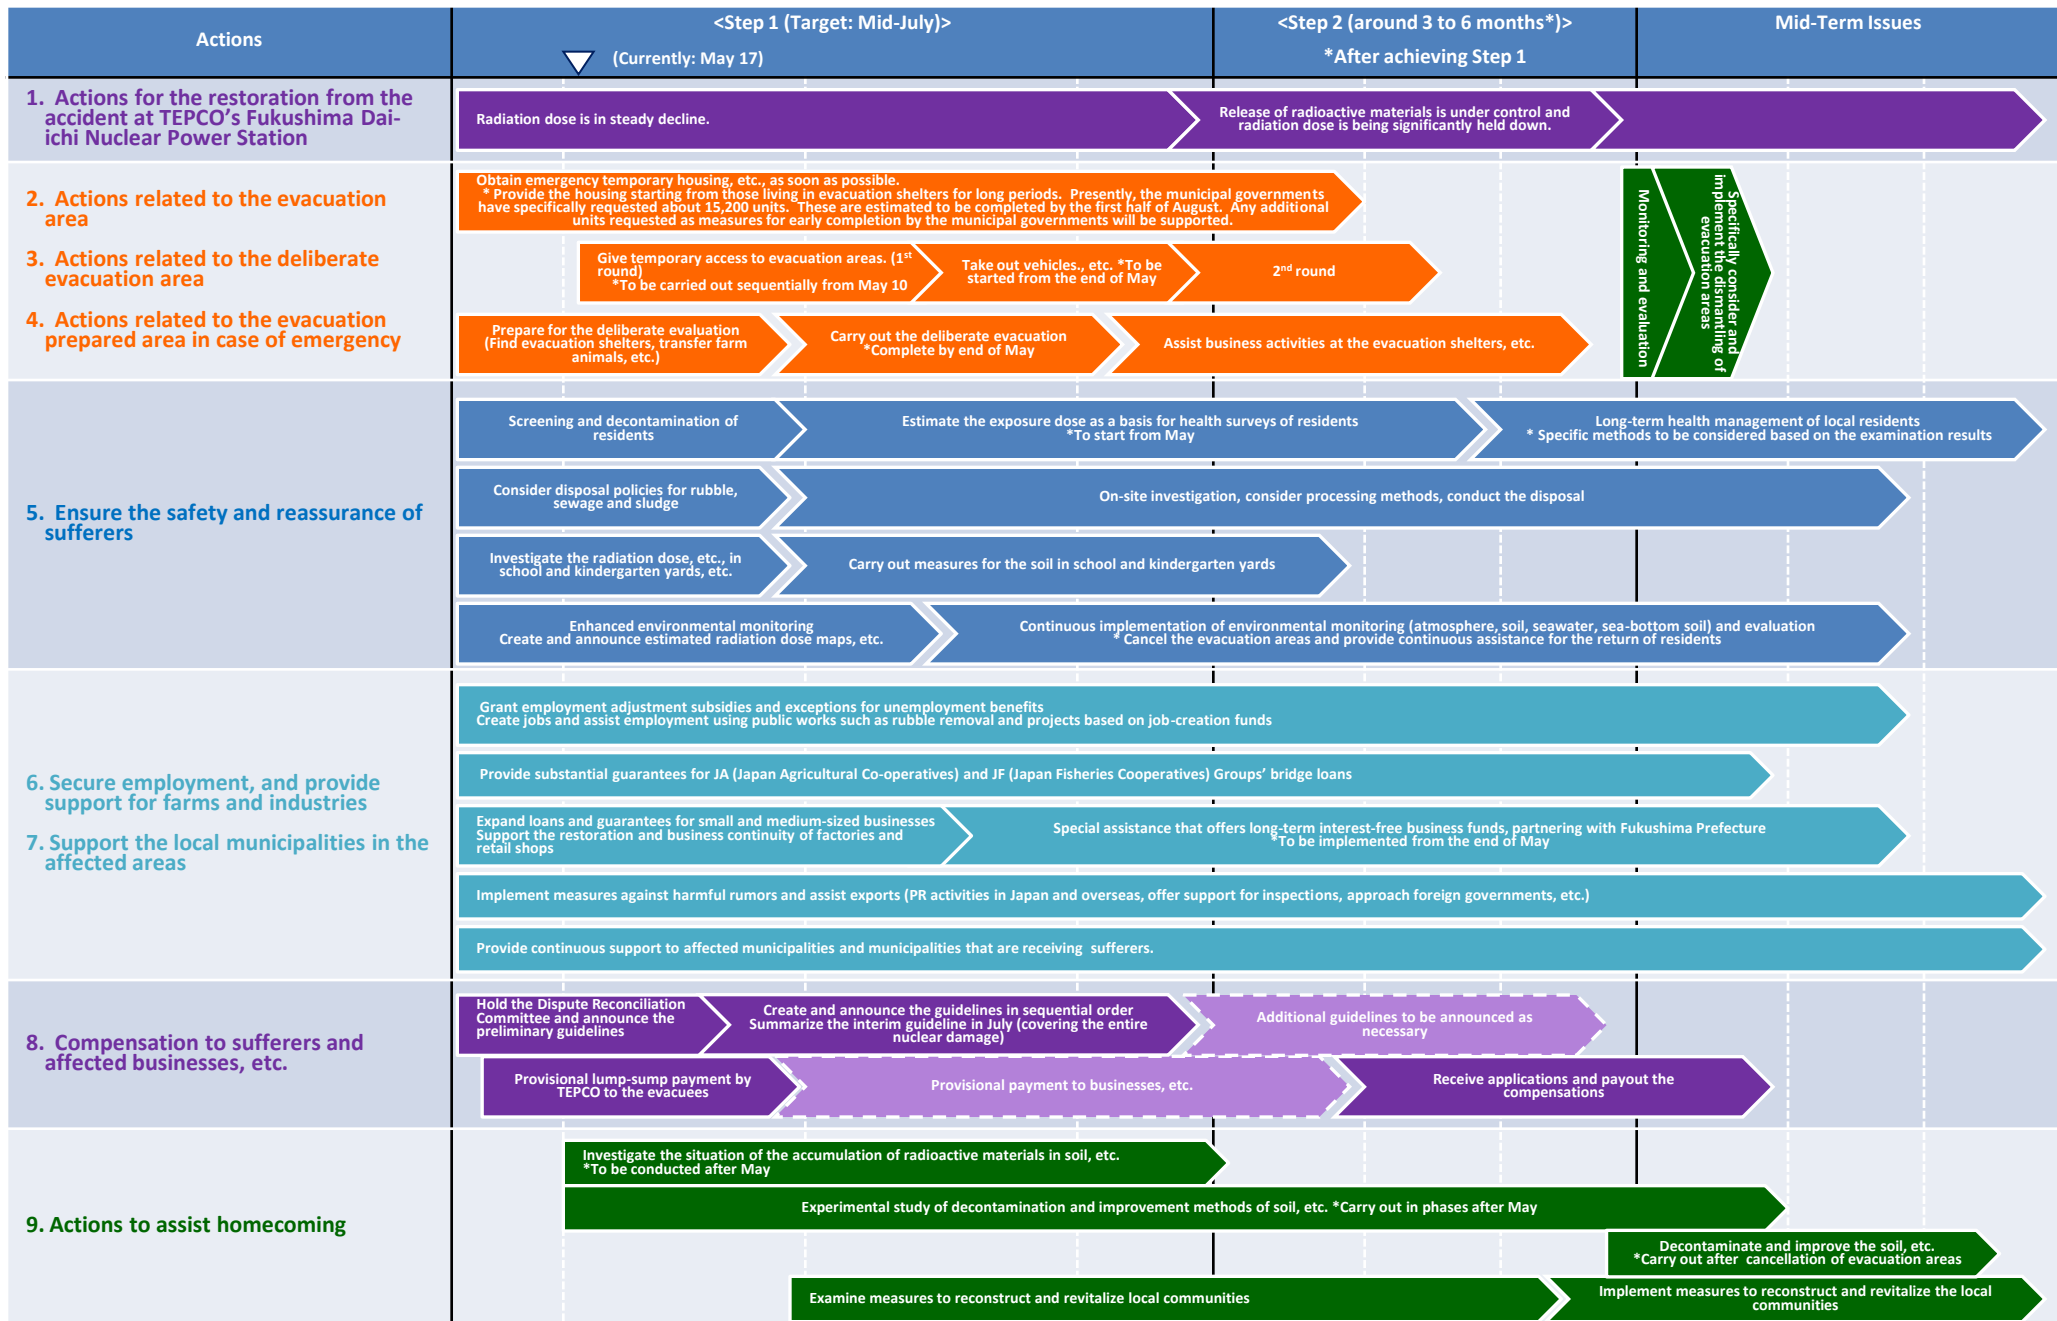 Actions
<Step 1 (Target: Mid-July)>
(Currently: May 17)
<Step 2 (around 3 to 6 months*)>
*After achieving Step 1
Mid-Term Issues
1. Actions for the restoration from the
accident at TEPCO's Fukushima Dai-
ichi Nuclear Power Station
Radiation dose is in steady decline.
Release of radioactive materials is under control and
radiation dose is being significantly held down.
2. Actions related to the evacuation
area
3. Actions related to the deliberate
evacuation area
4. Actions related to the evacuation
prepared area in case of emergency
Obtain emergency temporary housing, etc., as soon as possible.
* Provide the housing starting from those living in evacuation shelters for long periods. Presently, the municipal governments
have specifically requested about 15,200 units. These are estimated to be completed by the first half of August. Any additional
units requested as measures for early completion by the municipal governments will be supported.
Give temporary access to evacuation areas. (1st
round)
*To be carried out sequentially from May 10
Take out vehicles., etc. *To be
started from the end of May
2nd round
Prepare for the deliberate evaluation
(Find evacuation shelters, transfer farm
animals, etc.)
Carry out the deliberate evacuation
*Complete by end of May
Assist business activities at the evacuation shelters, etc.
Monitoring and evaluation
Specifically consider and
implement the dismantling of
evacuation areas
5. Ensure the safety and reassurance of
sufferers
Screening and decontamination of
residents
Estimate the exposure dose as a basis for health surveys of residents
*To start from May
Long-term health management of local residents
* Specific methods to be considered based on the examination results
Consider disposal policies for rubble,
sewage and sludge
On-site investigation, consider processing methods, conduct the disposal
Investigate the radiation dose, etc., in
school and kindergarten yards, etc.
Carry out measures for the soil in school and kindergarten yards
Enhanced environmental monitoring
Create and announce estimated radiation dose maps, etc.
Continuous implementation of environmental monitoring (atmosphere, soil, seawater, sea-bottom soil) and evaluation
* Cancel the evacuation areas and provide continuous assistance for the return of residents
6. Secure employment, and provide
support for farms and industries
7. Support the local municipalities in the
affected areas
Grant employment adjustment subsidies and exceptions for unemployment benefits
Create jobs and assist employment using public works such as rubble removal and projects based on job-creation funds
Provide substantial guarantees for JA (Japan Agricultural Co-operatives) and JF (Japan Fisheries Cooperatives) Groups' bridge loans
Expand loans and guarantees for small and medium-sized businesses
Support the restoration and business continuity of factories and
retail shops
Special assistance that offers long-term interest-free business funds, partnering with Fukushima Prefecture
*To be implemented from the end of May
Implement measures against harmful rumors and assist exports (PR activities in Japan and overseas, offer support for inspections, approach foreign governments, etc.)
Provide continuous support to affected municipalities and municipalities that are receiving sufferers.
8. Compensation to sufferers and
affected businesses, etc.
Hold the Dispute Reconciliation
Committee and announce the
preliminary guidelines
Create and announce the guidelines in sequential order
Summarize the interim guideline in July (covering the entire
nuclear damage)
Additional guidelines to be announced as
necessary
Provisional lump-sump payment by
TEPCO to the evacuees
Provisional payment to businesses, etc.
Receive applications and payout the
compensations
9. Actions to assist homecoming
Investigate the situation of the accumulation of radioactive materials in soil, etc.
*To be conducted after May
Experimental study of decontamination and improvement methods of soil, etc. *Carry out in phases after May
Decontaminate and improve the soil, etc.
*Carry out after cancellation of evacuation areas
Examine measures to reconstruct and revitalize local communities
Implement measures to reconstruct and revitalize the local
communities